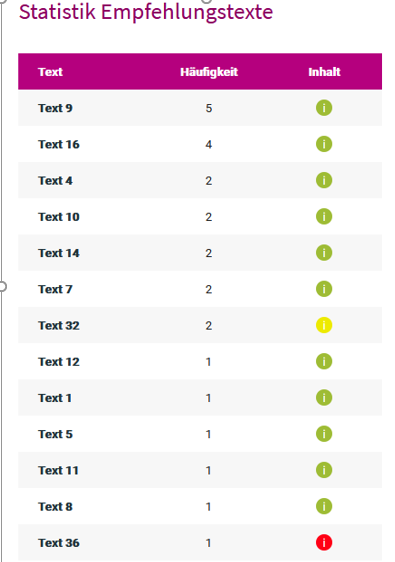 Statistik Empfehlungstexte
Text Häufigkeit Inhalt
Text 9 5 i
Text 16 4 i
Text 4 2 i
Text 10 2 i
Text 14 2 i
Text 7 2 i
Text 32 2 i
Text 12 1 i
Text 1 1 i
Text 5 1 i
Text 11 1 i
Text 8 1 i
Text 36 1 i